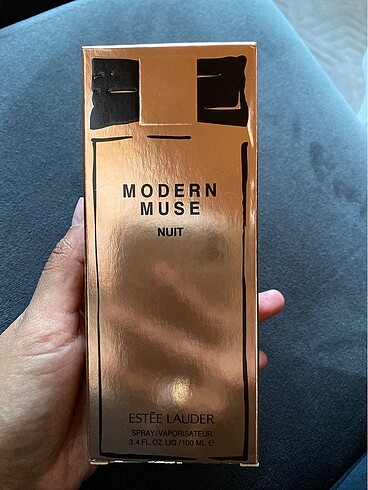 MODERN
MUSE
NUIT
ESTĒE LAUDER
SPRAY/VAPORISATEUR
3.4 FL.OZ.LIQ./100 ML ℮